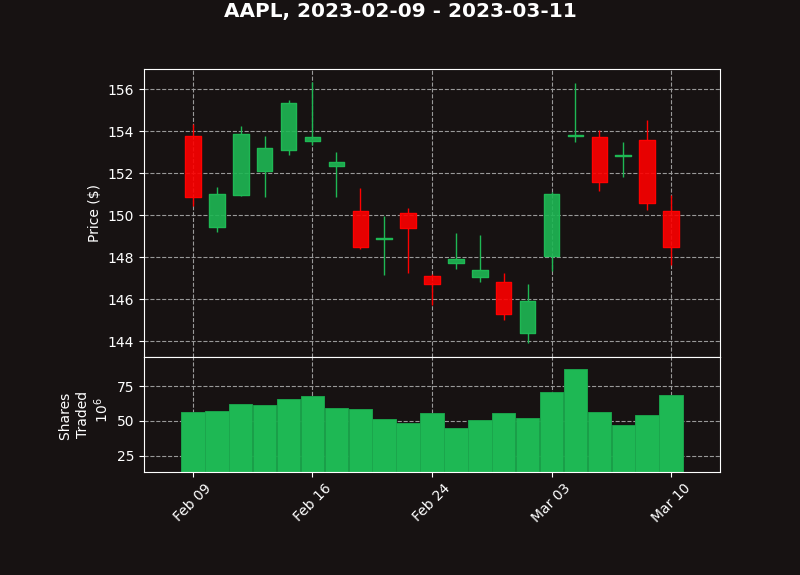 AAPL, 2023-02-09 - 2023-03-11
Price ($)
156
154
152
150
148
146
144
Shares
Traded
10⁶
75
50
25
Feb 09
Feb 16
Feb 24
Mar 03
Mar 10